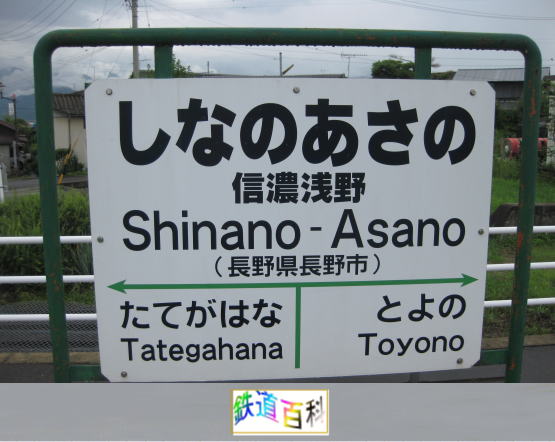 しなのあさの
信濃浅野
Shinano-Asano
（長野県長野市）
たてがはな とよの
Tategahana Toyono
鉄道百科